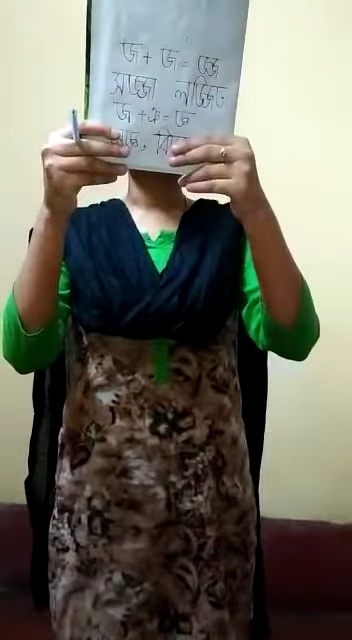 জ + জ = জ্জ
সজ্জা লজ্জিত
জ + ঞ = জ্ঞ